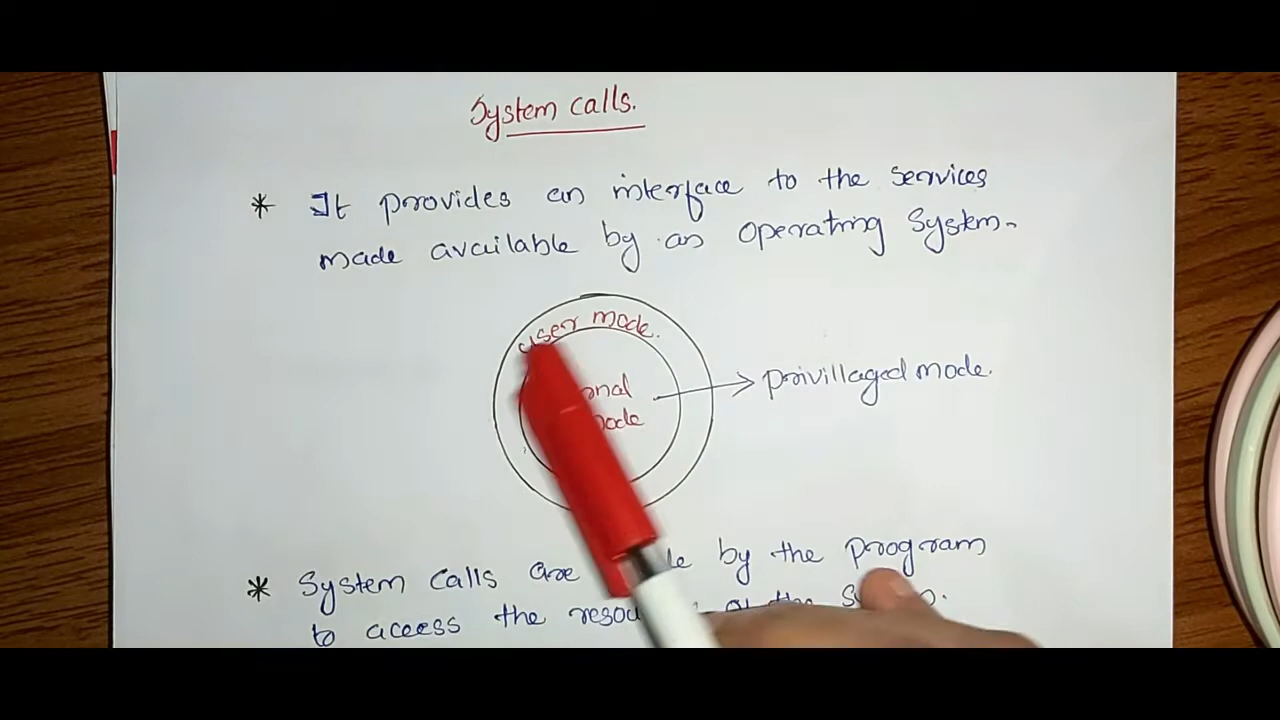 System calls.
* It provides an interface to the services
made available by an operating System.
user mode.
privillaged mode.
* System calls are by the program
to access the